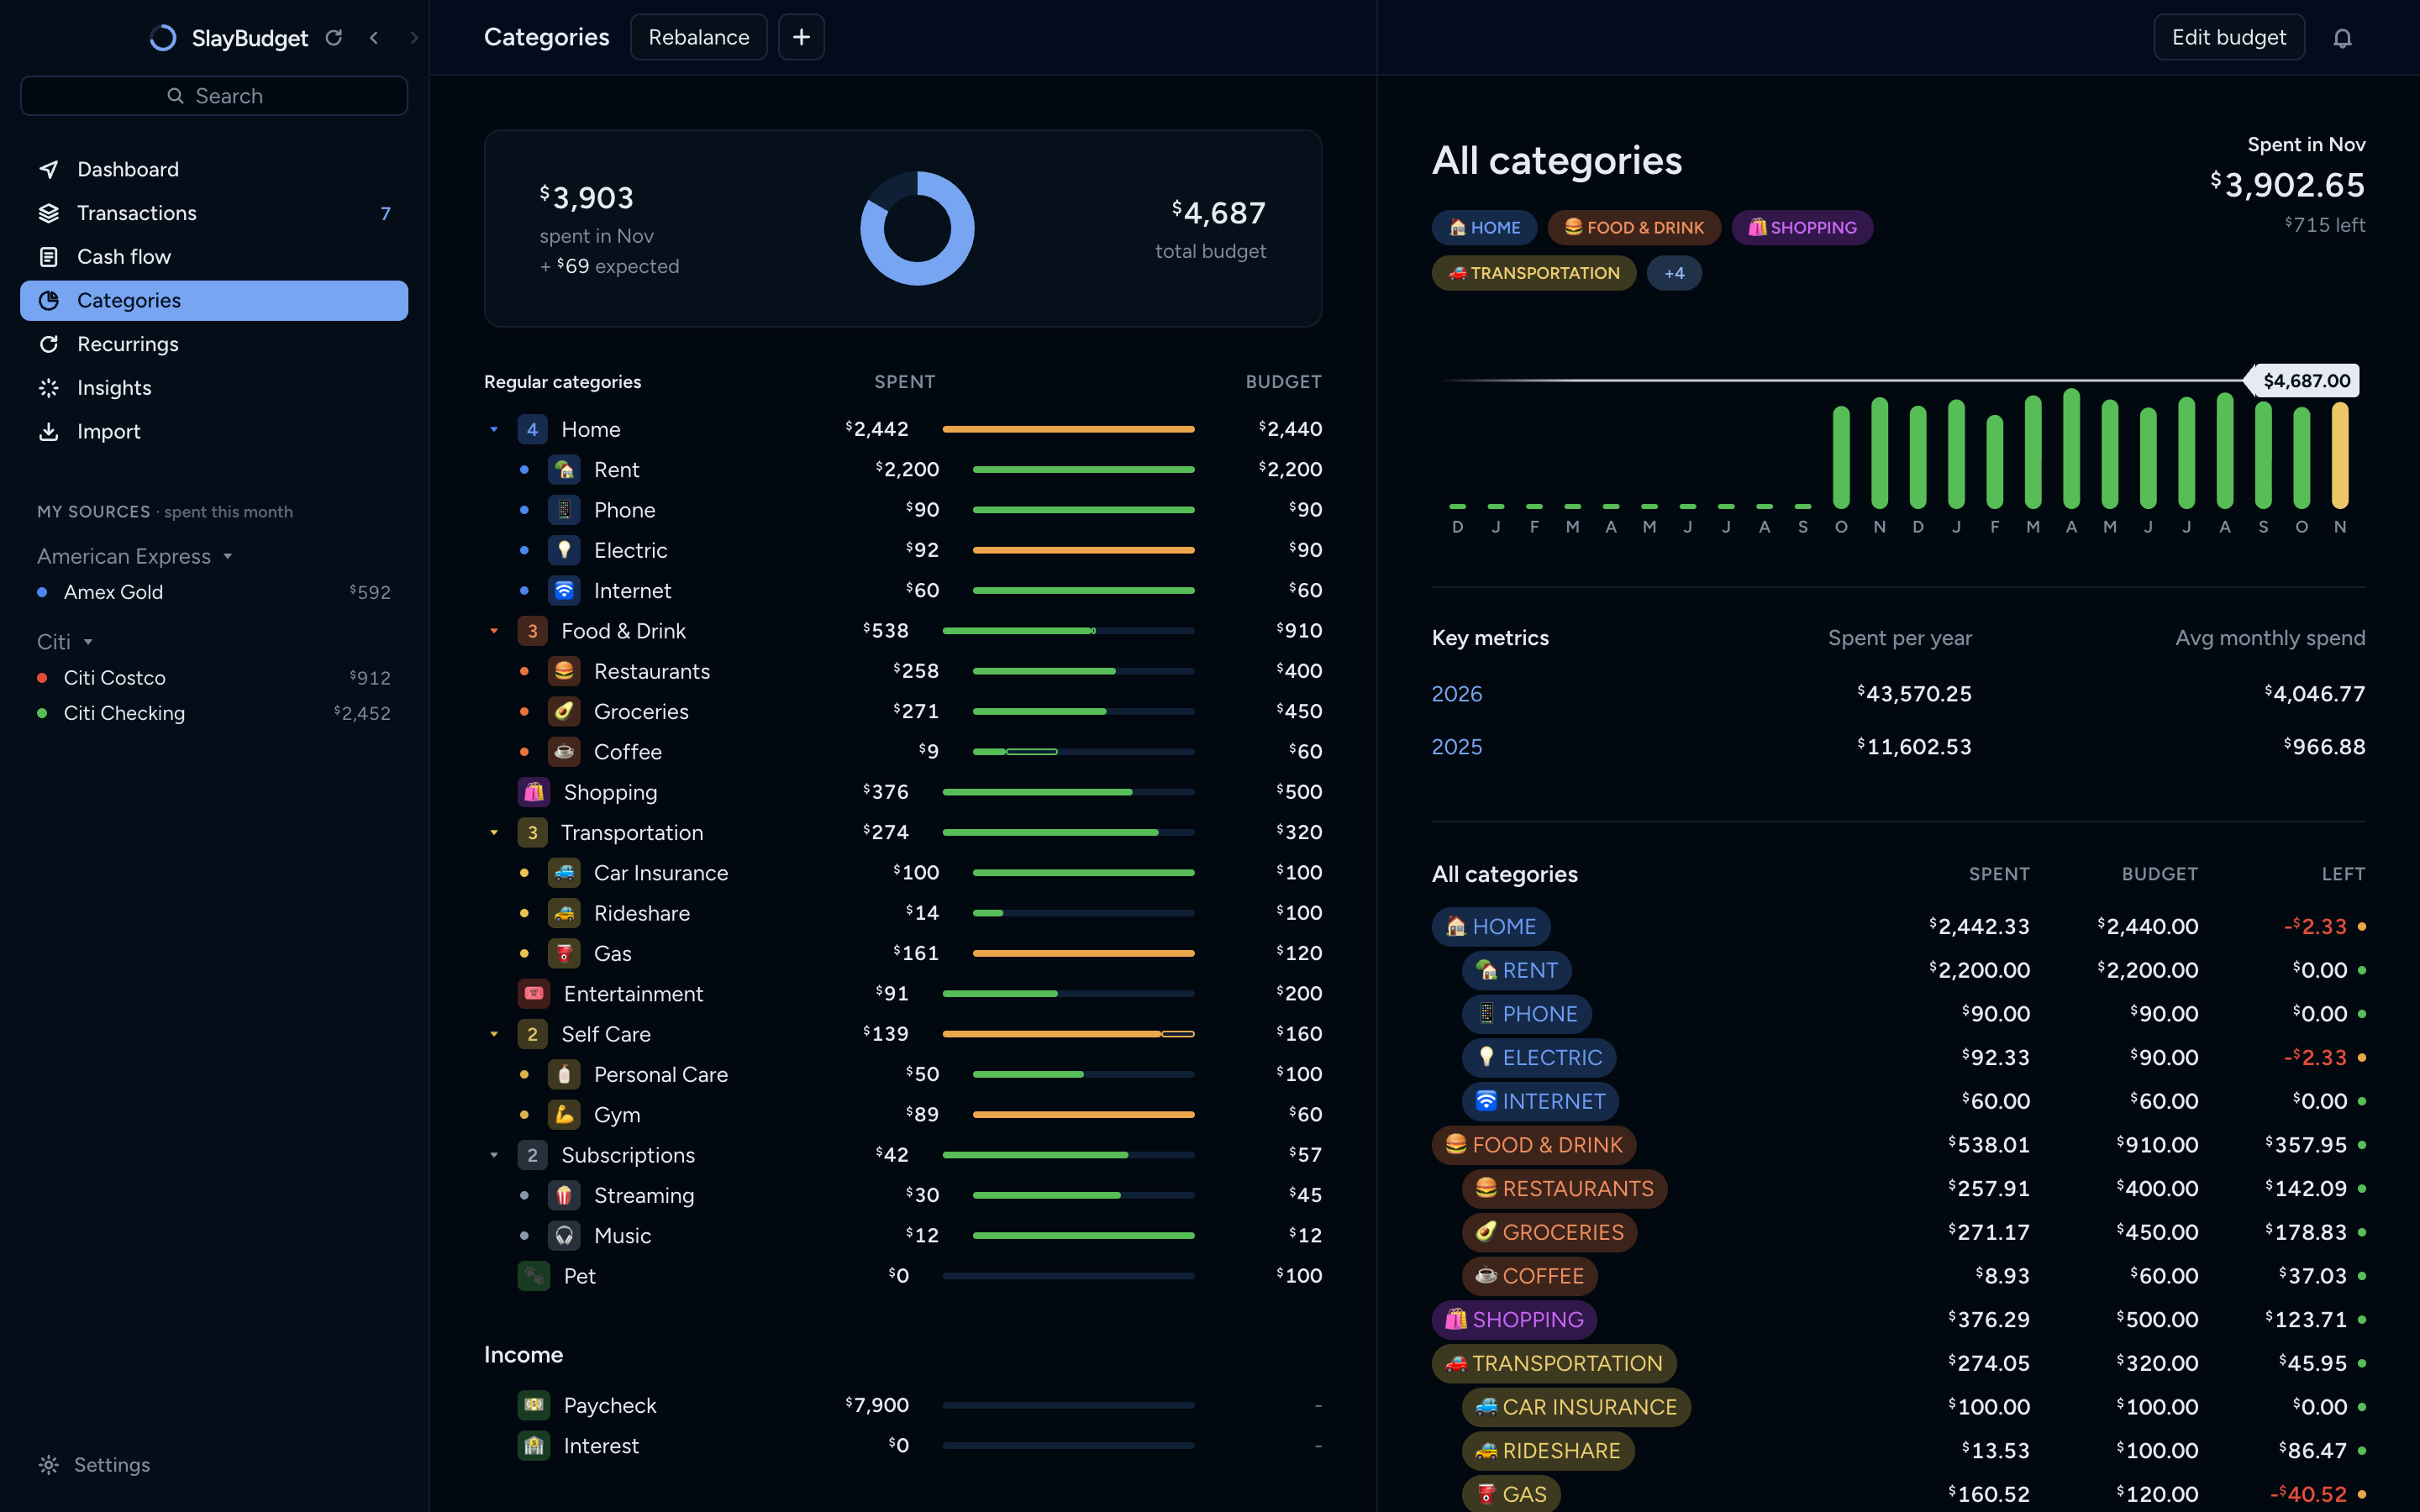 SlayBudget
Search
Dashboard
Transactions 7
Cash flow
Categories
Recurrings
Insights
Import
MY SOURCES · spent this month
American Express
Amex Gold $592
Citi
Citi Costco $912
Citi Checking $2,452
Settings
Categories Rebalance +
$3,903
spent in Nov
+ $69 expected
$4,687
total budget
Regular categories SPENT BUDGET
4 Home $2,442 $2,440
Rent $2,200 $2,200
Phone $90 $90
Electric $92 $90
Internet $60 $60
3 Food & Drink $538 $910
Restaurants $258 $400
Groceries $271 $450
Coffee $9 $60
Shopping $376 $500
3 Transportation $274 $320
Car Insurance $100 $100
Rideshare $14 $100
Gas $161 $120
Entertainment $91 $200
2 Self Care $139 $160
Personal Care $50 $100
Gym $89 $60
2 Subscriptions $42 $57
Streaming $30 $45
Music $12 $12
Pet $0 $100
Income
Paycheck $7,900 -
Interest $0 -
Edit budget
All categories
Spent in Nov
$3,902.65
$715 left
HOME FOOD & DRINK SHOPPING
TRANSPORTATION +4
$4,687.00
D J F M A M J J A S O N D J F M A M J J A S O N
Key metrics Spent per year Avg monthly spend
2026 $43,570.25 $4,046.77
2025 $11,602.53 $966.88
All categories SPENT BUDGET LEFT
HOME $2,442.33 $2,440.00 -$2.33
RENT $2,200.00 $2,200.00 $0.00
PHONE $90.00 $90.00 $0.00
ELECTRIC $92.33 $90.00 -$2.33
INTERNET $60.00 $60.00 $0.00
FOOD & DRINK $538.01 $910.00 $357.95
RESTAURANTS $257.91 $400.00 $142.09
GROCERIES $271.17 $450.00 $178.83
COFFEE $8.93 $60.00 $37.03
SHOPPING $376.29 $500.00 $123.71
TRANSPORTATION $274.05 $320.00 $45.95
CAR INSURANCE $100.00 $100.00 $0.00
RIDESHARE $13.53 $100.00 $86.47
GAS $160.52 $120.00 -$40.52